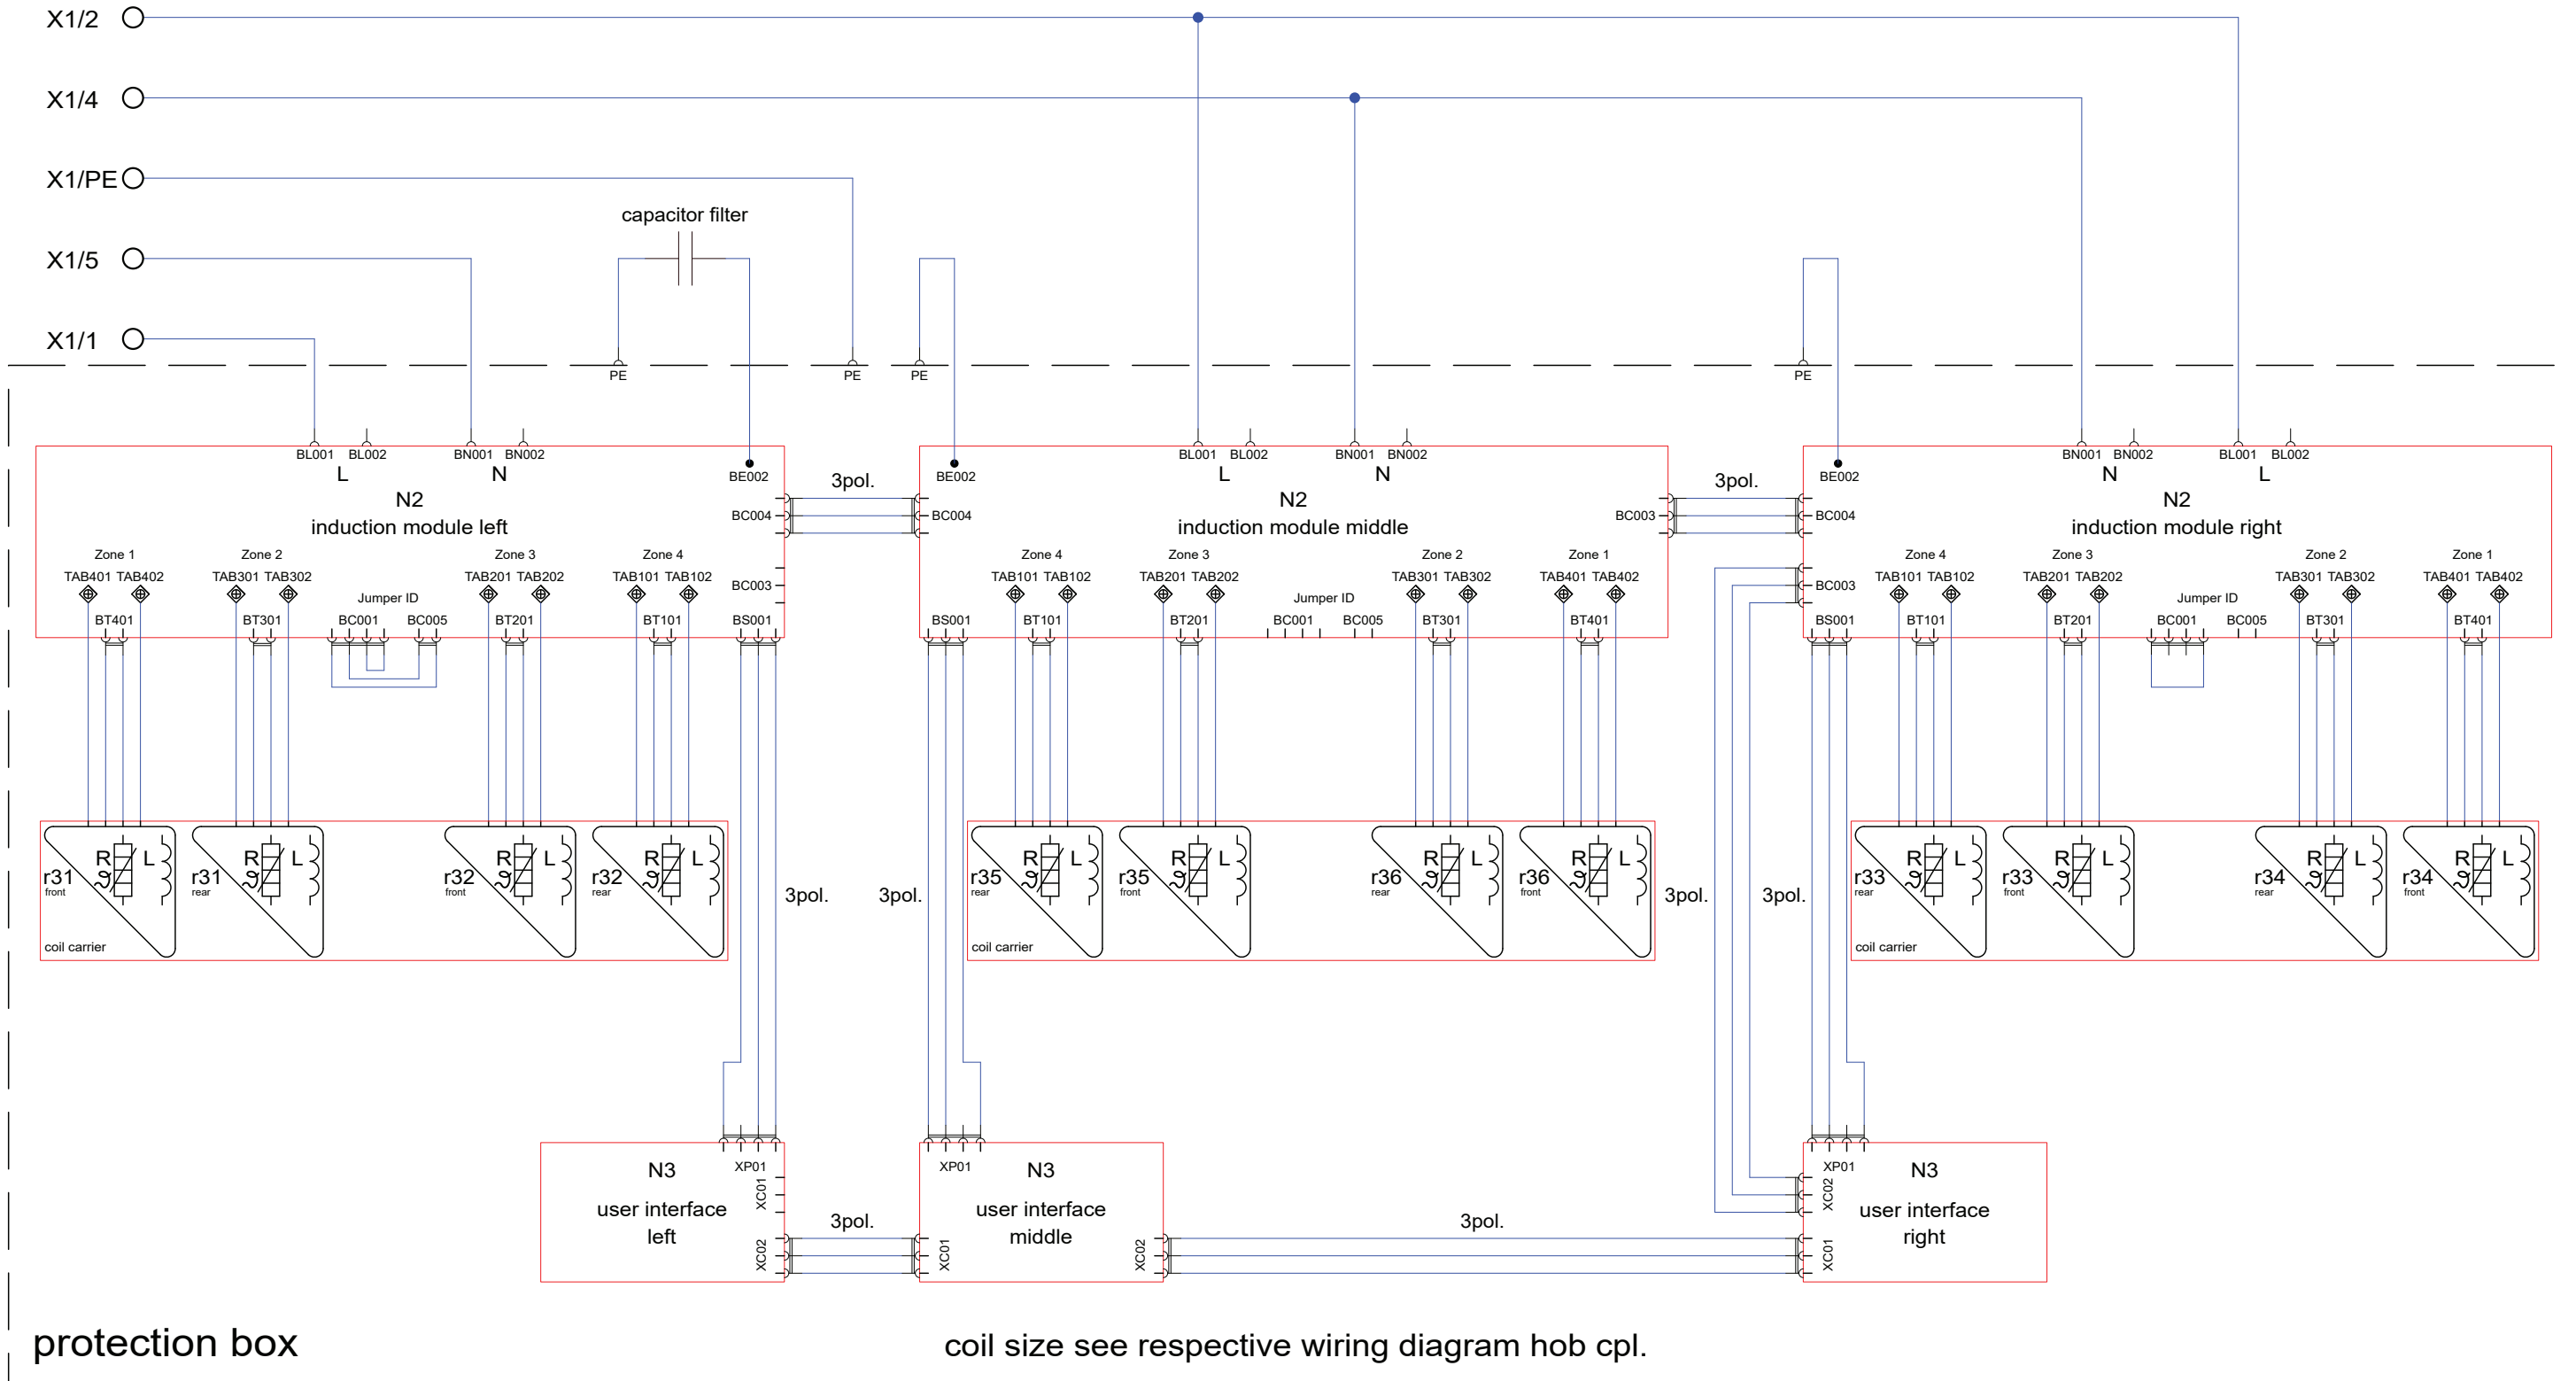 X1/2
X1/4
X1/PE
capacitor filter
X1/5
X1/1
PE PE PE PE
BL001 BL002 BN001 BN002 BL001 BL002 BN001 BN002 BN001 BN002 BL001 BL002
L N L N N L
BE002 3pol. BE002 3pol. BE002
N2 N2 N2
BC004 BC004 BC003 BC004
induction module left induction module middle induction module right
Zone 1 Zone 2 Zone 3 Zone 4 Zone 4 Zone 3 Zone 2 Zone 1 Zone 4 Zone 3 Zone 2 Zone 1
TAB401 TAB402 TAB301 TAB302 TAB201 TAB202 TAB101 TAB102 TAB101 TAB102 TAB201 TAB202 TAB301 TAB302 TAB401 TAB402 TAB101 TAB102 TAB201 TAB202 TAB301 TAB302 TAB401 TAB402
BC003 BC003
Jumper ID Jumper ID Jumper ID
BT401 BT301 BC001 BC005 BT201 BT101 BS001 BS001 BT101 BT201 BC001 BC005 BT301 BT401 BS001 BT101 BT201 BC001 BC005 BT301 BT401
R L R L R L R L R L R L R L R L R L R L R L R L
ϑ ϑ ϑ ϑ ϑ ϑ ϑ ϑ ϑ ϑ ϑ ϑ
r31 r31 r32 r32 r35 r35 r36 r36 r33 r33 r34 r34
front rear front rear rear front rear front rear front rear front
3pol. 3pol. 3pol. 3pol.
coil carrier coil carrier coil carrier
N3 XP01 XP01 N3 XP01 N3
XC01 XC02
user interface user interface user interface
left middle right
3pol. 3pol.
XC02 XC01 XC02 XC01
protection box
coil size see respective wiring diagram hob cpl.